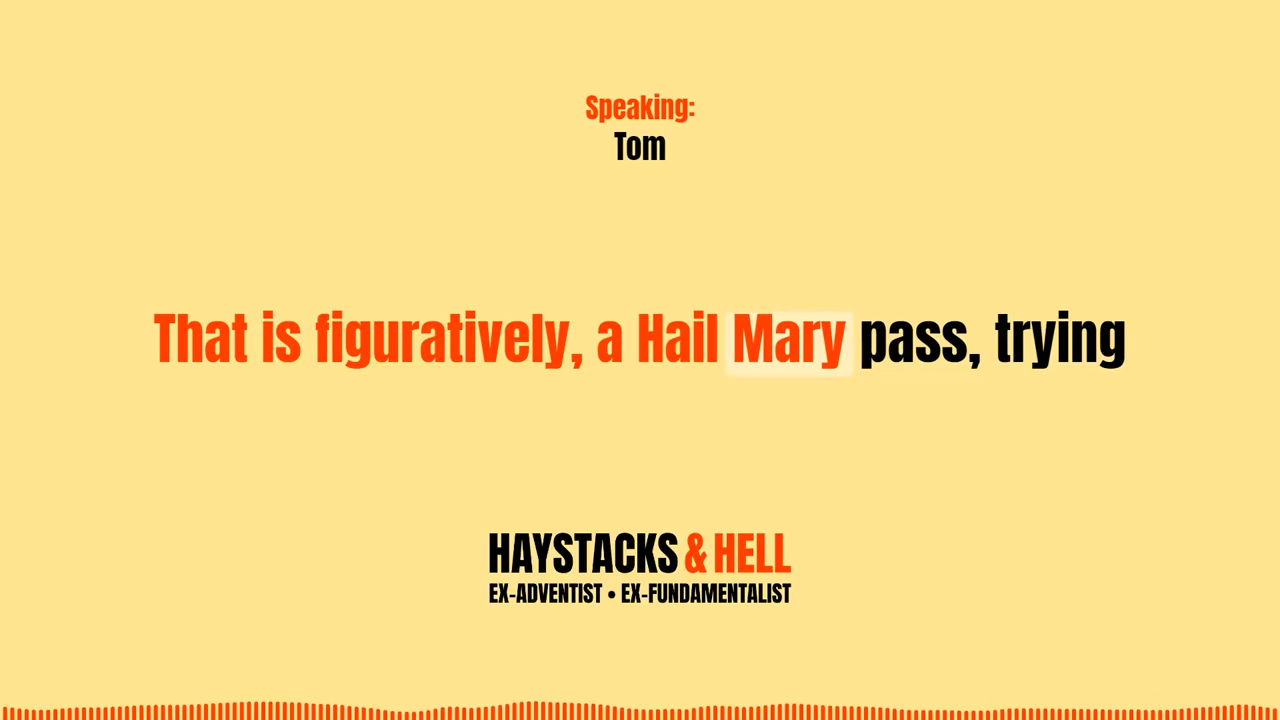 Speaking:
Tom
That is figuratively, a Hail Mary pass, trying
HAYSTACKS & HELL
EX-ADVENTIST • EX-FUNDAMENTALIST